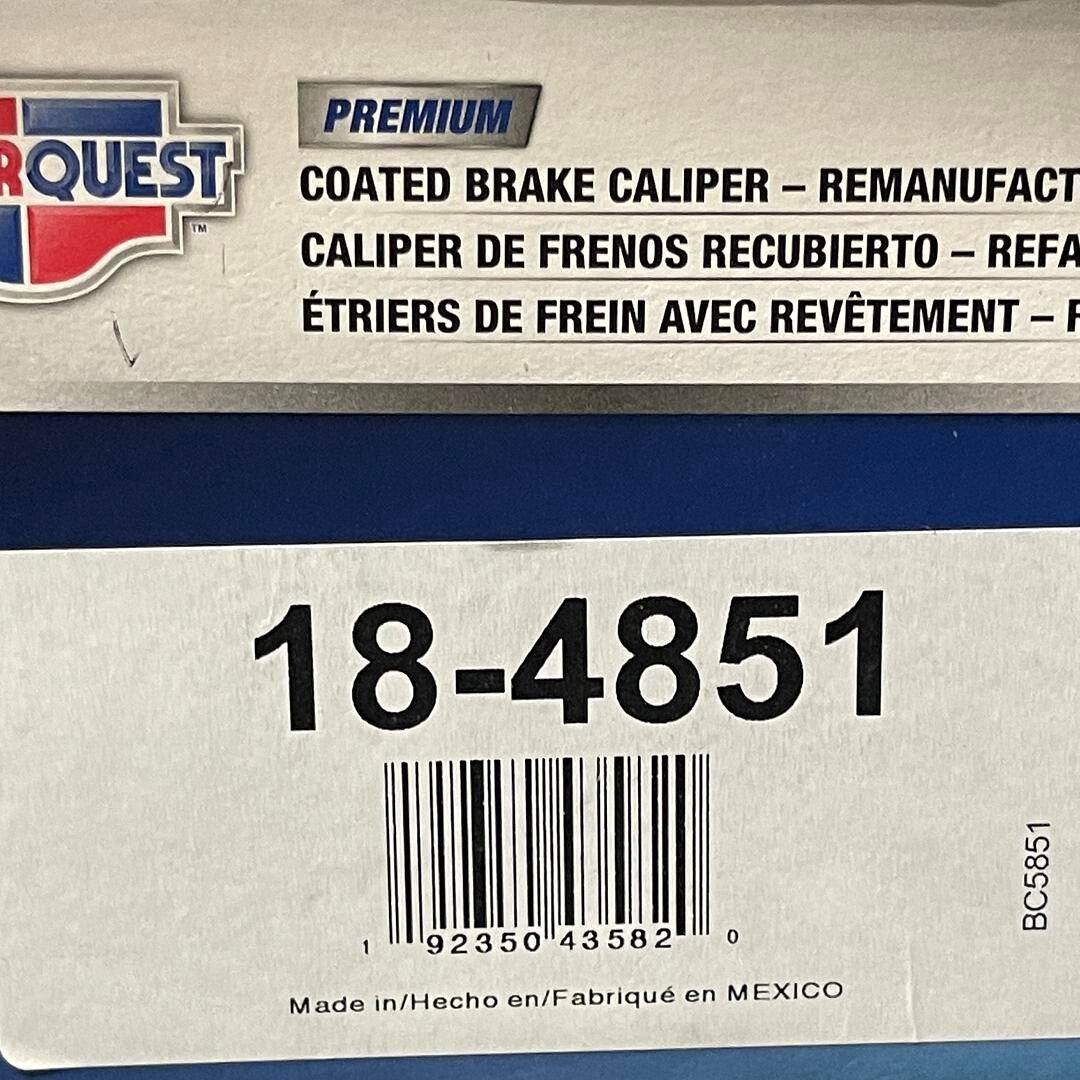 RQUEST™
PREMIUM
COATED BRAKE CALIPER – REMANUFACT
CALIPER DE FRENOS RECUBIERTO – REFA
ÉTRIERS DE FREIN AVEC REVÊTEMENT –
18-4851
1 92350 43582 0
BC5851
Made in/Hecho en/Fabriqué en MEXICO